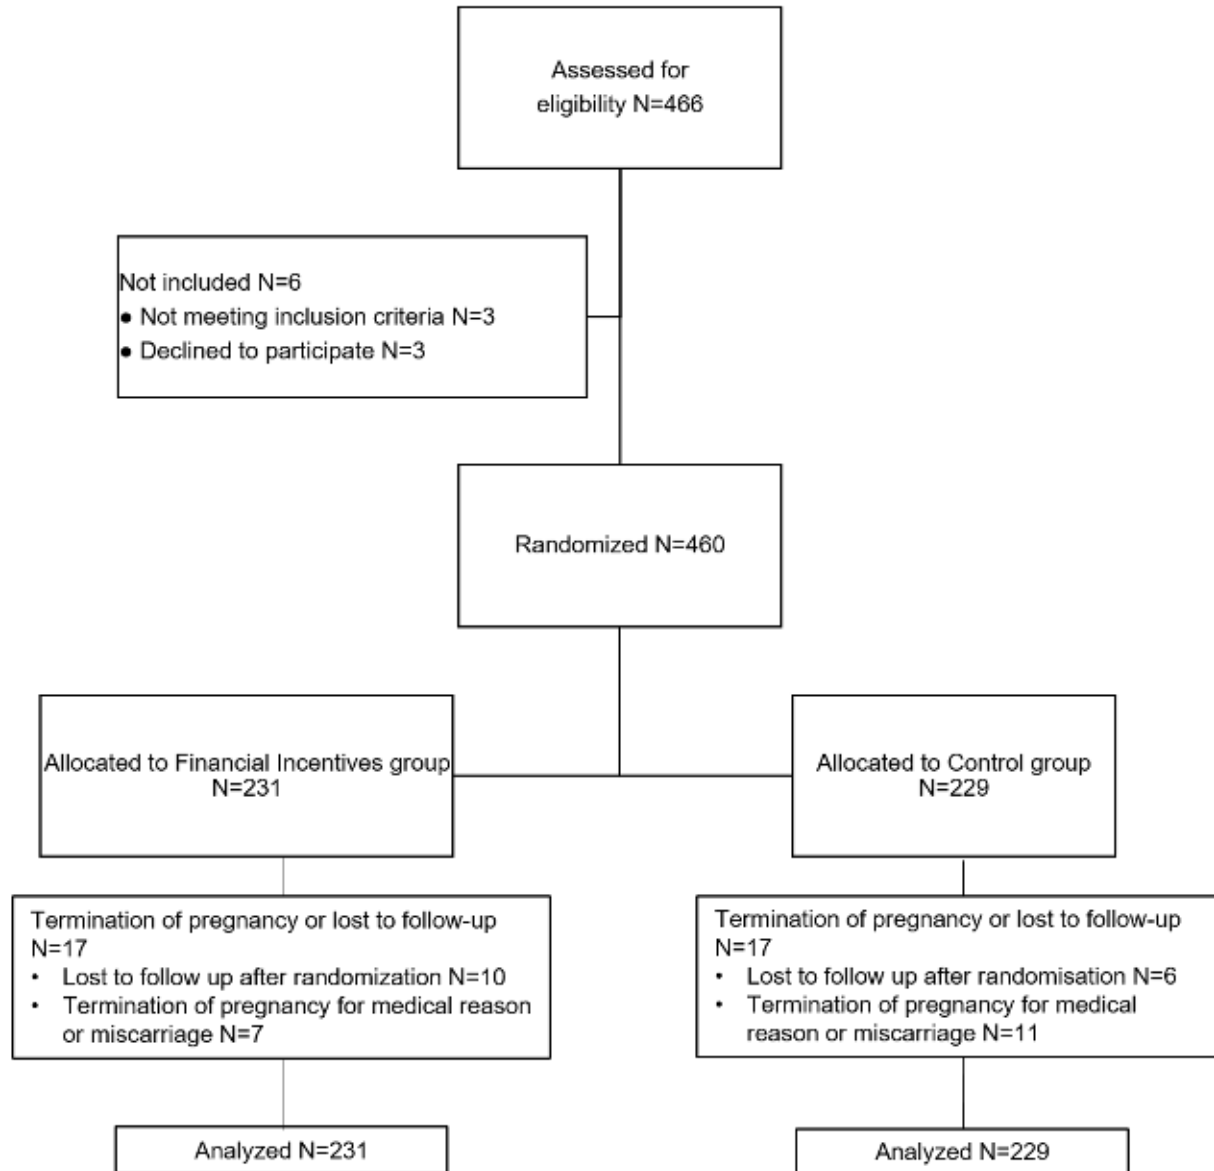 Assessed for
eligibility N=466
Not included N=6
● Not meeting inclusion criteria N=3
● Declined to participate N=3
Randomized N=460
Allocated to Financial Incentives group
N=231
Allocated to Control group
N=229
Termination of pregnancy or lost to follow-up
N=17
• Lost to follow up after randomization N=10
• Termination of pregnancy for medical reason
or miscarriage N=7
Termination of pregnancy or lost to follow-up
N=17
• Lost to follow up after randomisation N=6
• Termination of pregnancy for medical
reason or miscarriage N=11
Analyzed N=231
Analyzed N=229